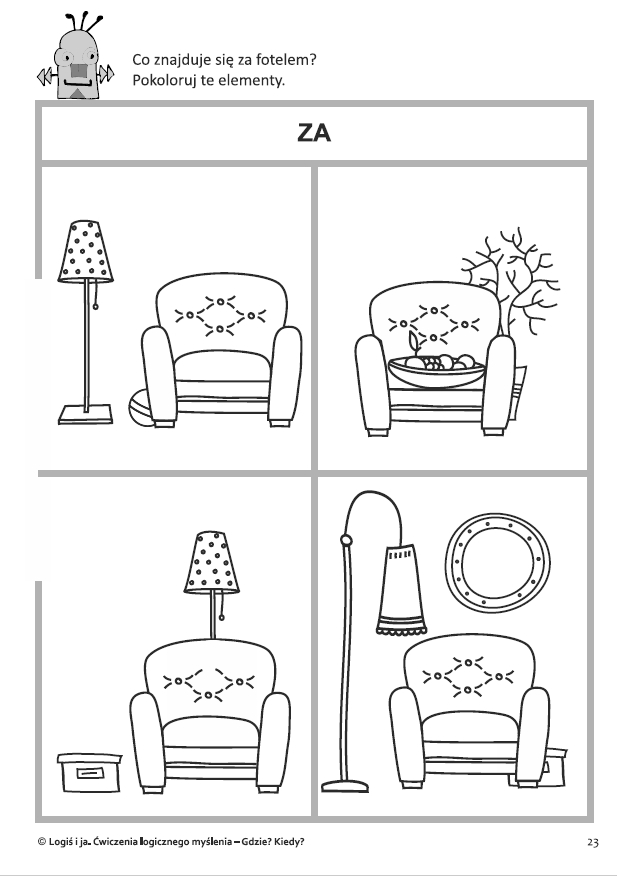 Co znajduje się za fotelem?
Pokoloruj te elementy.
ZA
© Logiś i ja. Ćwiczenia logicznego myślenia – Gdzie? Kiedy?
23